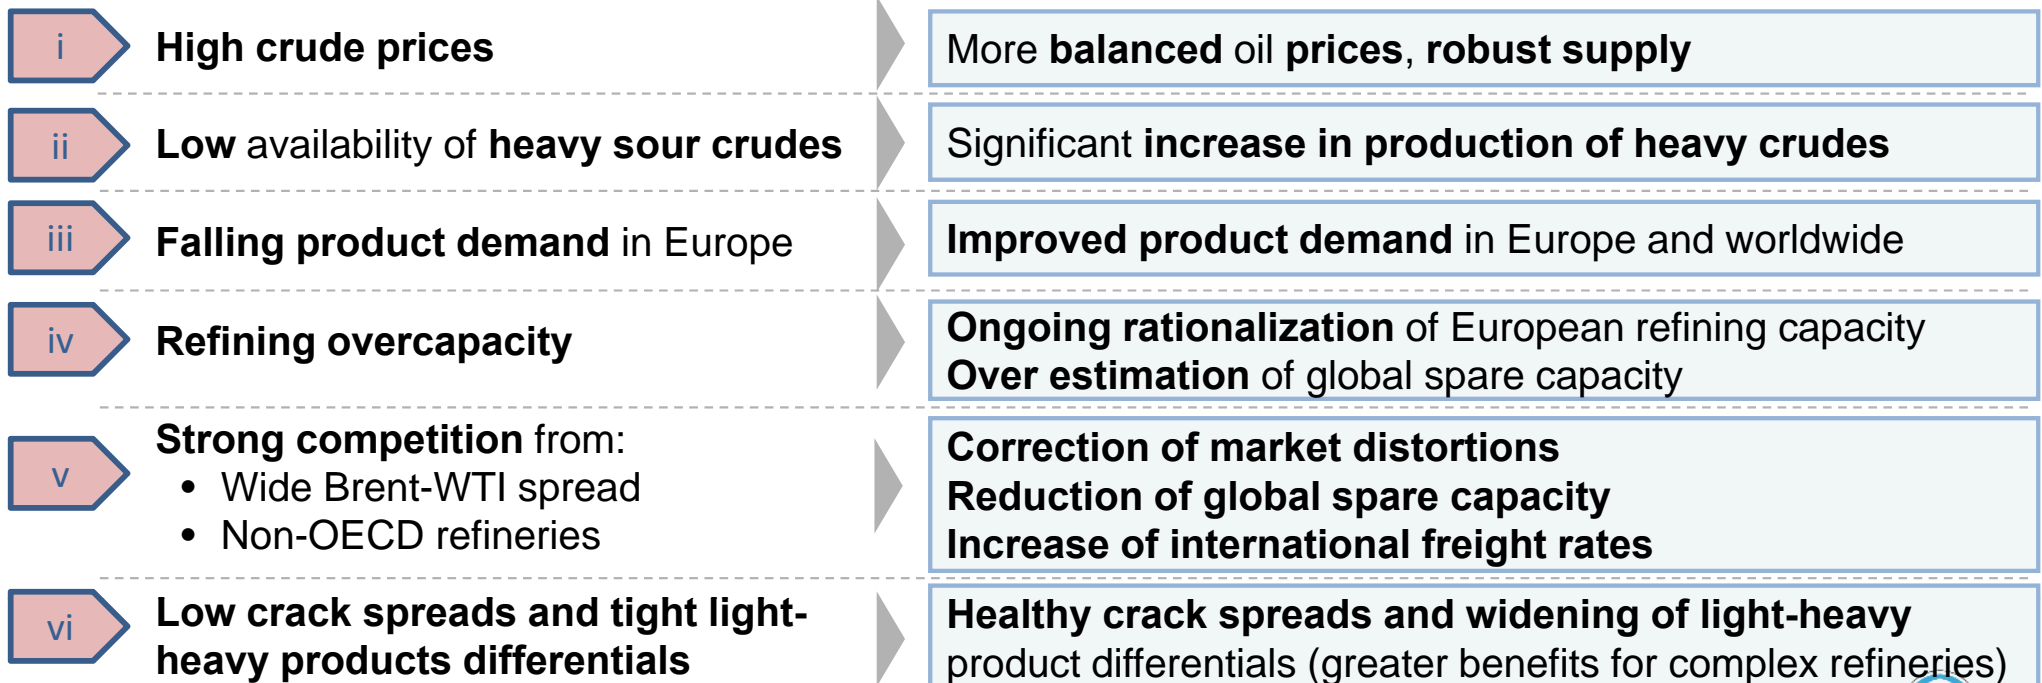 i
High crude prices
More balanced oil prices, robust supply
ii
Low availability of heavy sour crudes
Significant increase in production of heavy crudes
iii
Falling product demand in Europe
Improved product demand in Europe and worldwide
iv
Refining overcapacity
Ongoing rationalization of European refining capacity
Over estimation of global spare capacity
v
Strong competition from:
• Wide Brent-WTI spread
• Non-OECD refineries
Correction of market distortions
Reduction of global spare capacity
Increase of international freight rates
vi
Low crack spreads and tight light-
heavy products differentials
Healthy crack spreads and widening of light-heavy
product differentials (greater benefits for complex refineries)